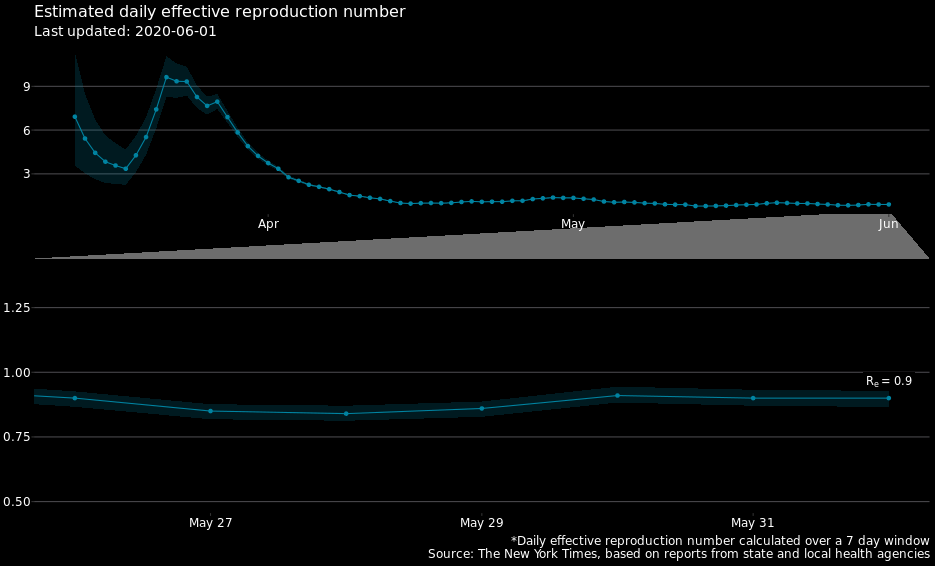 Estimated daily effective reproduction number
Last updated: 2020-06-01
9
6
3
Apr May Jun
1.25
1.00
Re = 0.9
0.75
0.50
May 27 May 29 May 31
*Daily effective reproduction number calculated over a 7 day window
Source: The New York Times, based on reports from state and local health agencies